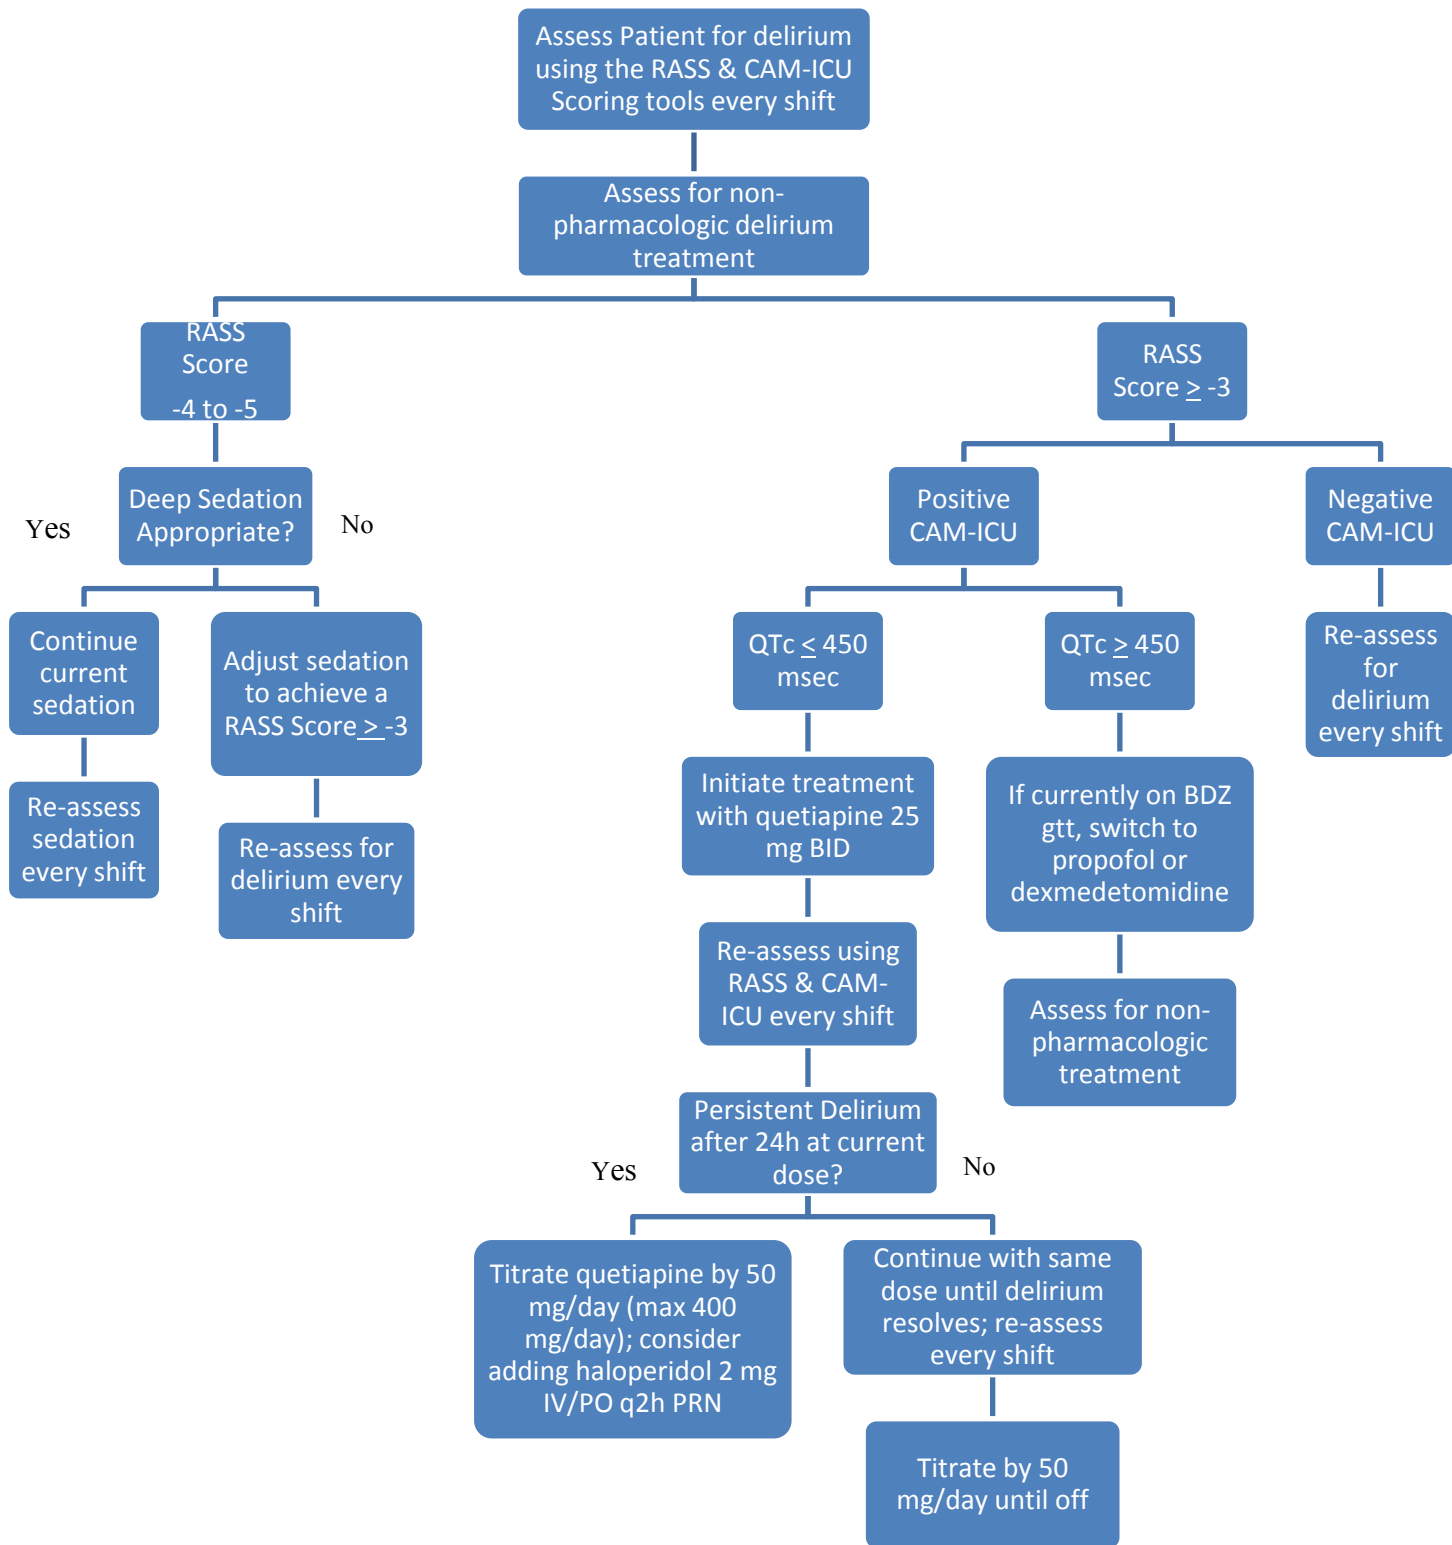 Assess Patient for delirium
using the RASS & CAM-ICU
Scoring tools every shift
Assess for non-
pharmacologic delirium
treatment
RASS
Score
-4 to -5
RASS
Score ≥ -3
Deep Sedation
Appropriate?
Yes
No
Positive
CAM-ICU
Negative
CAM-ICU
Continue
current
sedation
Adjust sedation
to achieve a
RASS Score ≥ -3
QTc ≤ 450
msec
QTc ≥ 450
msec
Re-assess
for
delirium
every shift
Re-assess
sedation
every shift
Re-assess for
delirium every
shift
Initiate treatment
with quetiapine 25
mg BID
If currently on BDZ
gtt, switch to
propofol or
dexmedetomidine
Re-assess using
RASS & CAM-
ICU every shift
Assess for non-
pharmacologic
treatment
Persistent Delirium
after 24h at current
dose?
Yes
No
Titrate quetiapine by 50
mg/day (max 400
mg/day); consider
adding haloperidol 2 mg
IV/PO q2h PRN
Continue with same
dose until delirium
resolves; re-assess
every shift
Titrate by 50
mg/day until off